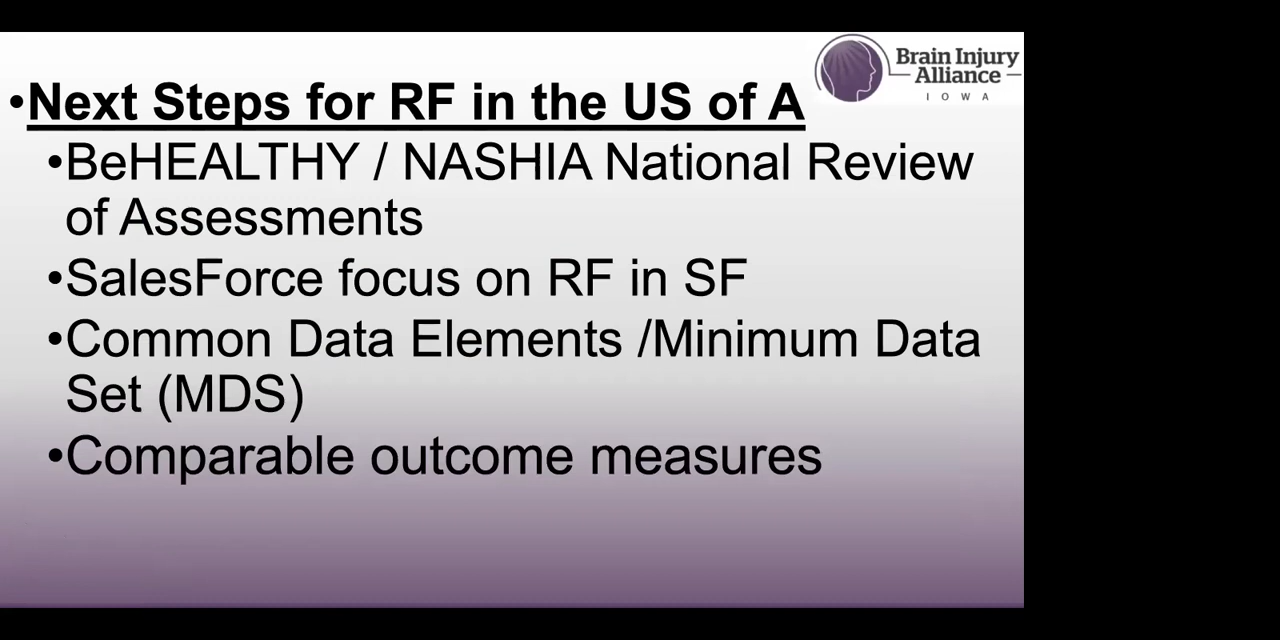 Brain Injury
Alliance
IOWA
•Next Steps for RF in the US of A
•BeHEALTHY / NASHIA National Review
of Assessments
•SalesForce focus on RF in SF
•Common Data Elements /Minimum Data
Set (MDS)
•Comparable outcome measures